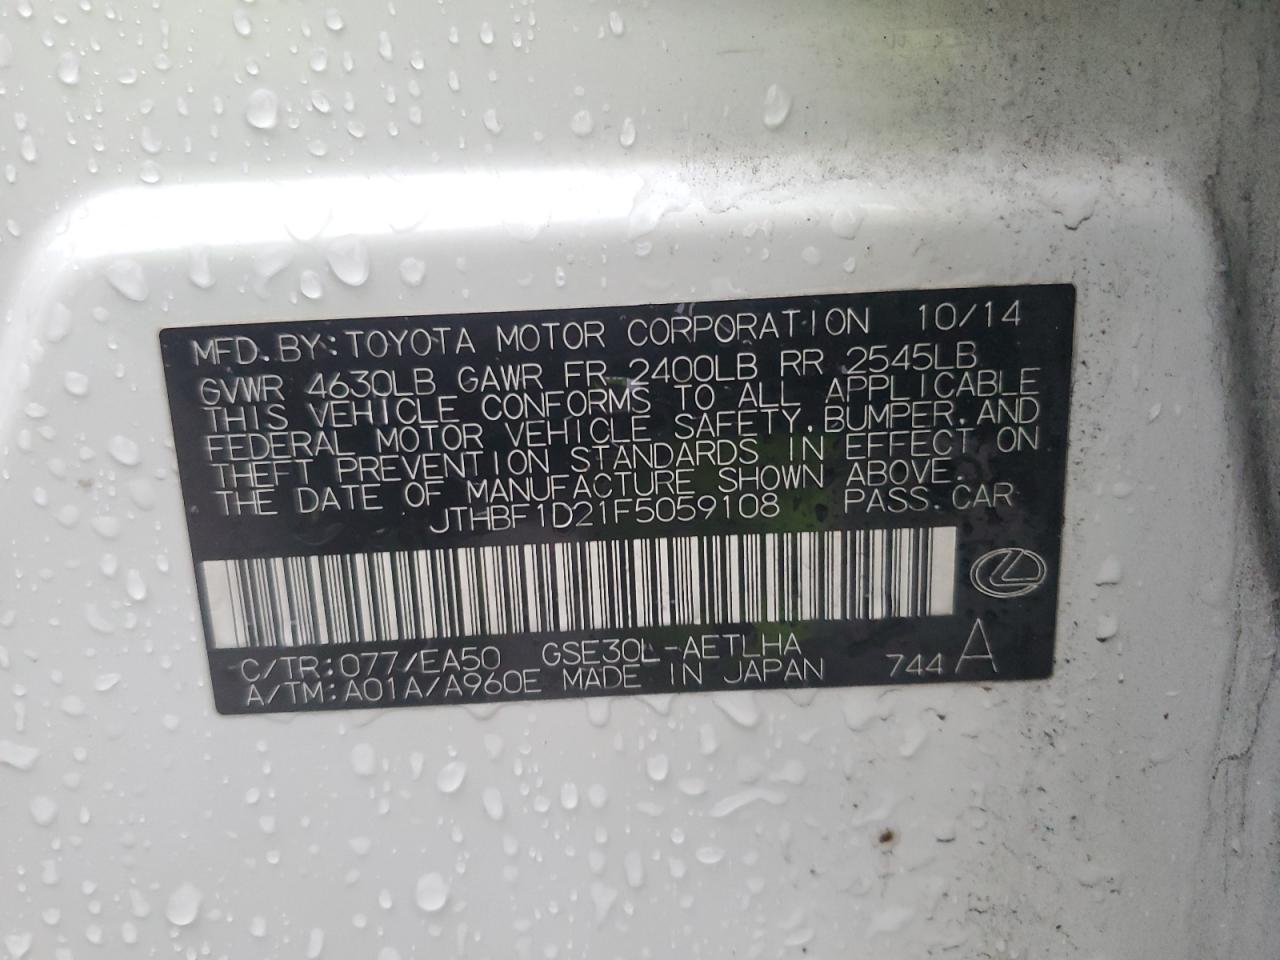 MFD.BY:TOYOTA MOTOR CORPORATION 10/14
GVWR 4630LB GAWR FR 2400LB RR 2545LB
THIS VEHICLE CONFORMS TO ALL APPLICABLE
FEDERAL MOTOR VEHICLE SAFETY,BUMPER,AND
THEFT PREVENTION STANDARDS IN EFFECT ON
THE DATE OF MANUFACTURE SHOWN ABOVE.
JTHBF1D21F5059108 PASS.CAR
C/TR:077/EA50 GSE30L-AETLHA
A/TM:A01A/A960E MADE IN JAPAN 744 A